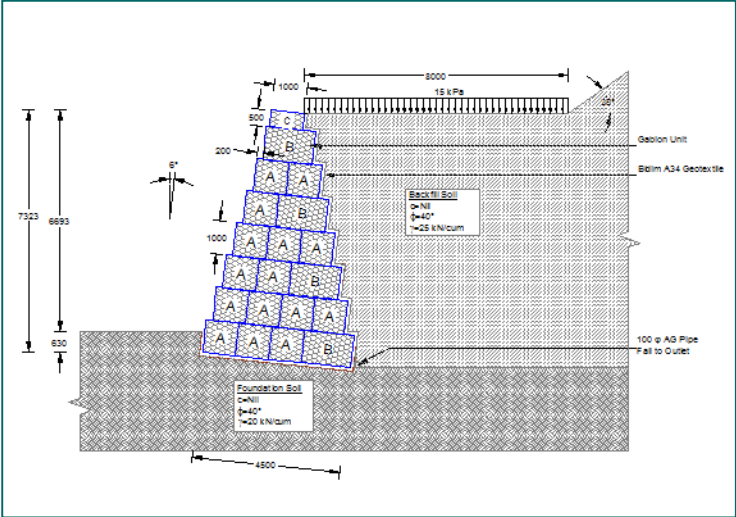 8000
1000
15 kPa
26°
500
C
Gabion Unit
B
200
6°
A A
Bidim A34 Geotextile
Backfill Soil
c=Nil
ϕ=40°
γ=25 kN/cum
A B
7323
6693
1000
A A A
A A B
A A A A
630
A A A B
100 φ AG Pipe
Fall to Outlet
Foundation Soil
c=Nil
ϕ=40°
γ=20 kN/cum
4500